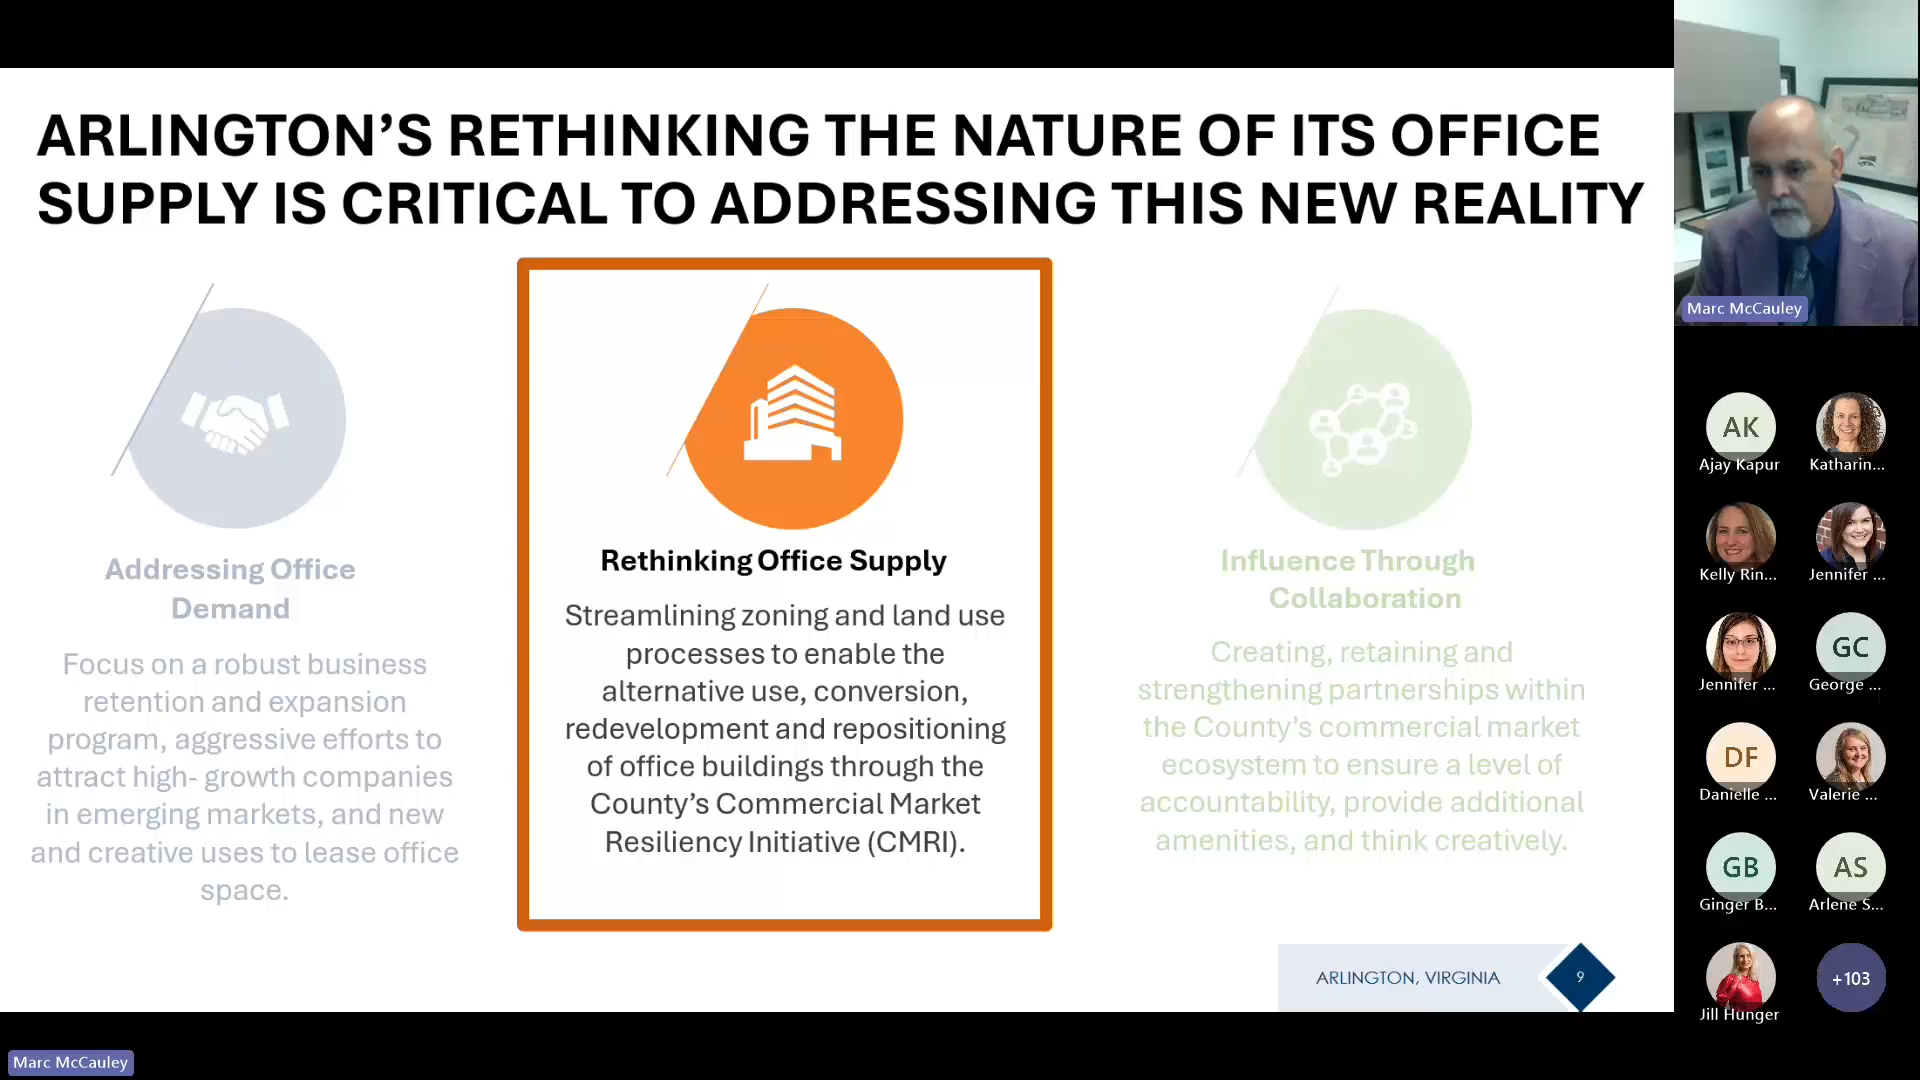 ARLINGTON’S RETHINKING THE NATURE OF ITS OFFICE
SUPPLY IS CRITICAL TO ADDRESSING THIS NEW REALITY
Addressing Office
Demand
Focus on a robust business
retention and expansion
program, aggressive efforts to
attract high- growth companies
in emerging markets, and new
and creative uses to lease office
space.
Rethinking Office Supply
Streamlining zoning and land use
processes to enable the
alternative use, conversion,
redevelopment and repositioning
of office buildings through the
County’s Commercial Market
Resiliency Initiative (CMRI).
Influence Through
Collaboration
Creating, retaining and
strengthening partnerships within
the County’s commercial market
ecosystem to ensure a level of
accountability, provide additional
amenities, and think creatively.
ARLINGTON, VIRGINIA
9
Marc McCauley
Marc McCauley
AK
Ajay Kapur
Katharin...
Kelly Rin...
Jennifer ...
Jennifer ...
GC
George ...
DF
Danielle ...
Valerie ...
GB
Ginger B...
AS
Arlene S...
Jill Hunger
+103